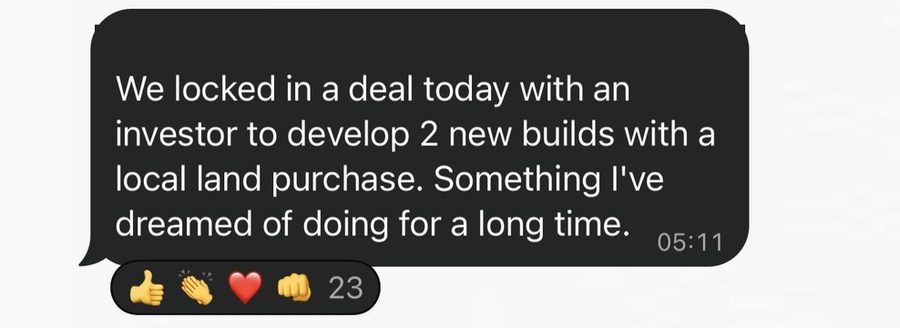 We locked in a deal today with an
investor to develop 2 new builds with a
local land purchase. Something I've
dreamed of doing for a long time.
05:11
👍 👏 ❤️ 👊 23